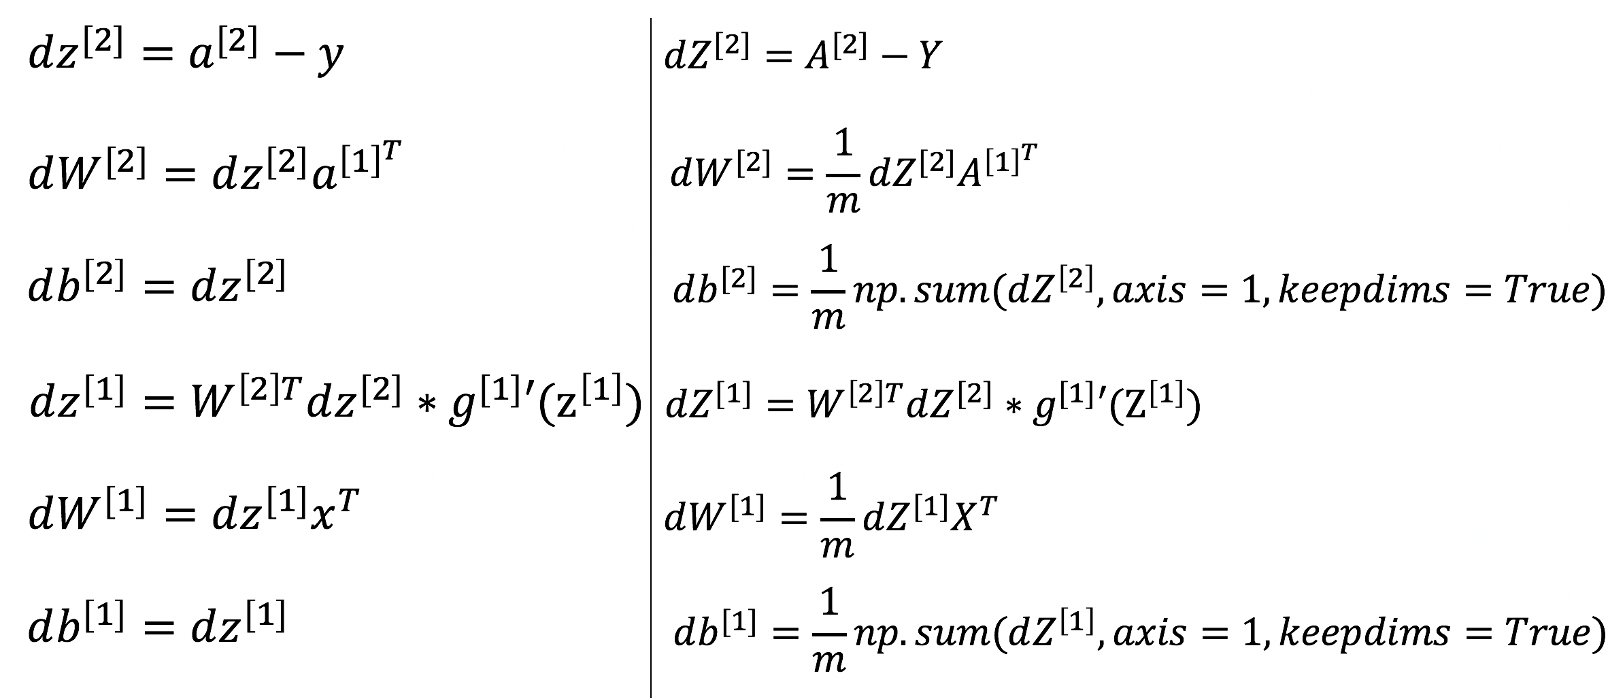 dz^[2] = a^[2] − y
dW^[2] = dz^[2]a^[1]^T
db^[2] = dz^[2]
dz^[1] = W^[2]T dz^[2] ∗ g^[1]′(z^[1])
dW^[1] = dz^[1]x^T
db^[1] = dz^[1]
dZ^[2] = A^[2] − Y
dW^[2] = 1/m dZ^[2]A^[1]^T
db^[2] = 1/m np.sum(dZ^[2], axis = 1, keepdims = True)
dZ^[1] = W^[2]T dZ^[2] ∗ g^[1]′(Z^[1])
dW^[1] = 1/m dZ^[1]X^T
db^[1] = 1/m np.sum(dZ^[1], axis = 1, keepdims = True)